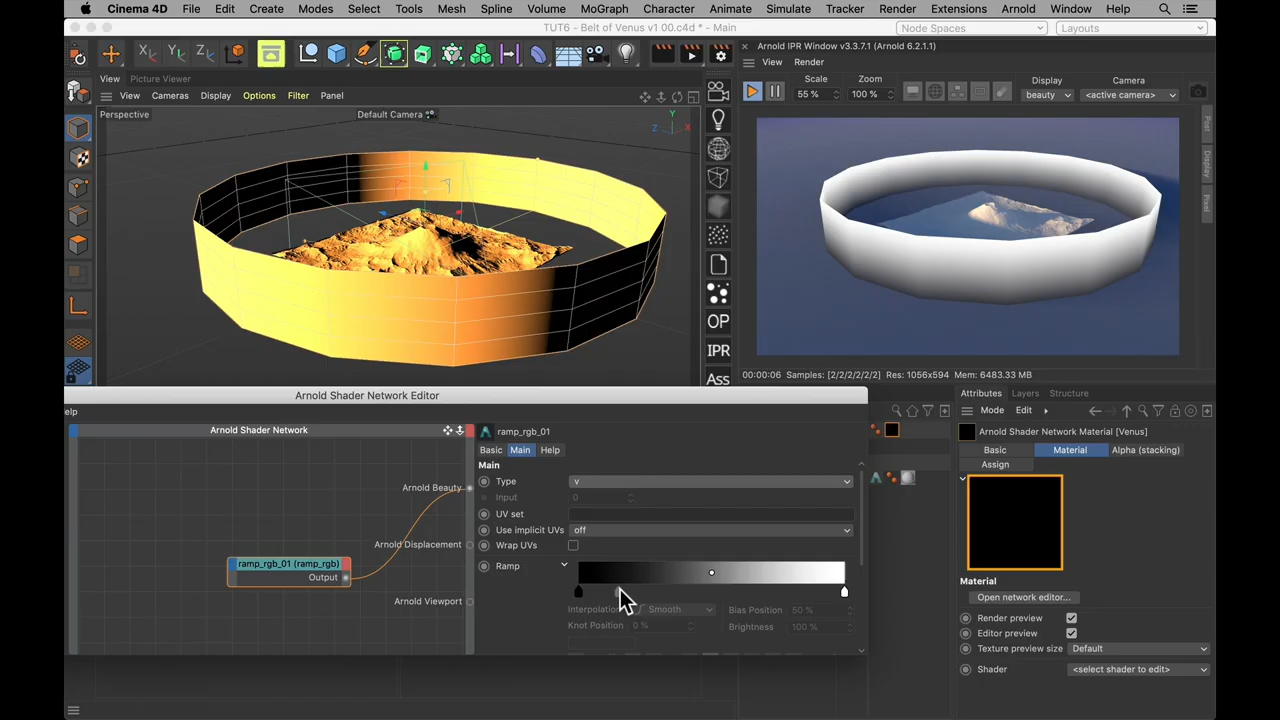 Cinema 4D File Edit Create Modes Select Tools Mesh Spline Volume MoGraph Character Animate Simulate Tracker Render Extensions Arnold Window Help
TUT6 - Belt of Venus v1 00.c4d * - Main
Node Spaces
Layouts
X Y Z
OP
IPR
Ass
View Picture Viewer
View Cameras Display Options Filter Panel
Perspective
Default Camera
Y
Z X
Arnold IPR Window v3.3.7.1 (Arnold 6.2.1.1)
View Render
Scale Zoom Display Camera
55 % 100 % beauty <active camera>
Post
Display
Pixel
00:00:06 Samples: [2/2/2/2/2/2] Res: 1056x594 Mem: 6483.33 MB
Arnold Shader Network Editor
elp
Arnold Shader Network
Arnold Beauty
Arnold Displacement
ramp_rgb_01 (ramp_rgb)
Output
Arnold Viewport
ramp_rgb_01
Basic Main Help
Main
Type v
Input 0
UV set
Use implicit UVs off
Wrap UVs
Ramp
Interpolation Smooth Bias Position 50 %
Knot Position 0 % Brightness 100 %
Attributes Layers Structure
Mode Edit
Arnold Shader Network Material [Venus]
Basic Material Alpha (stacking)
Assign
Material
Open network editor...
Render preview
Editor preview
Texture preview size Default
Shader <select shader to edit>